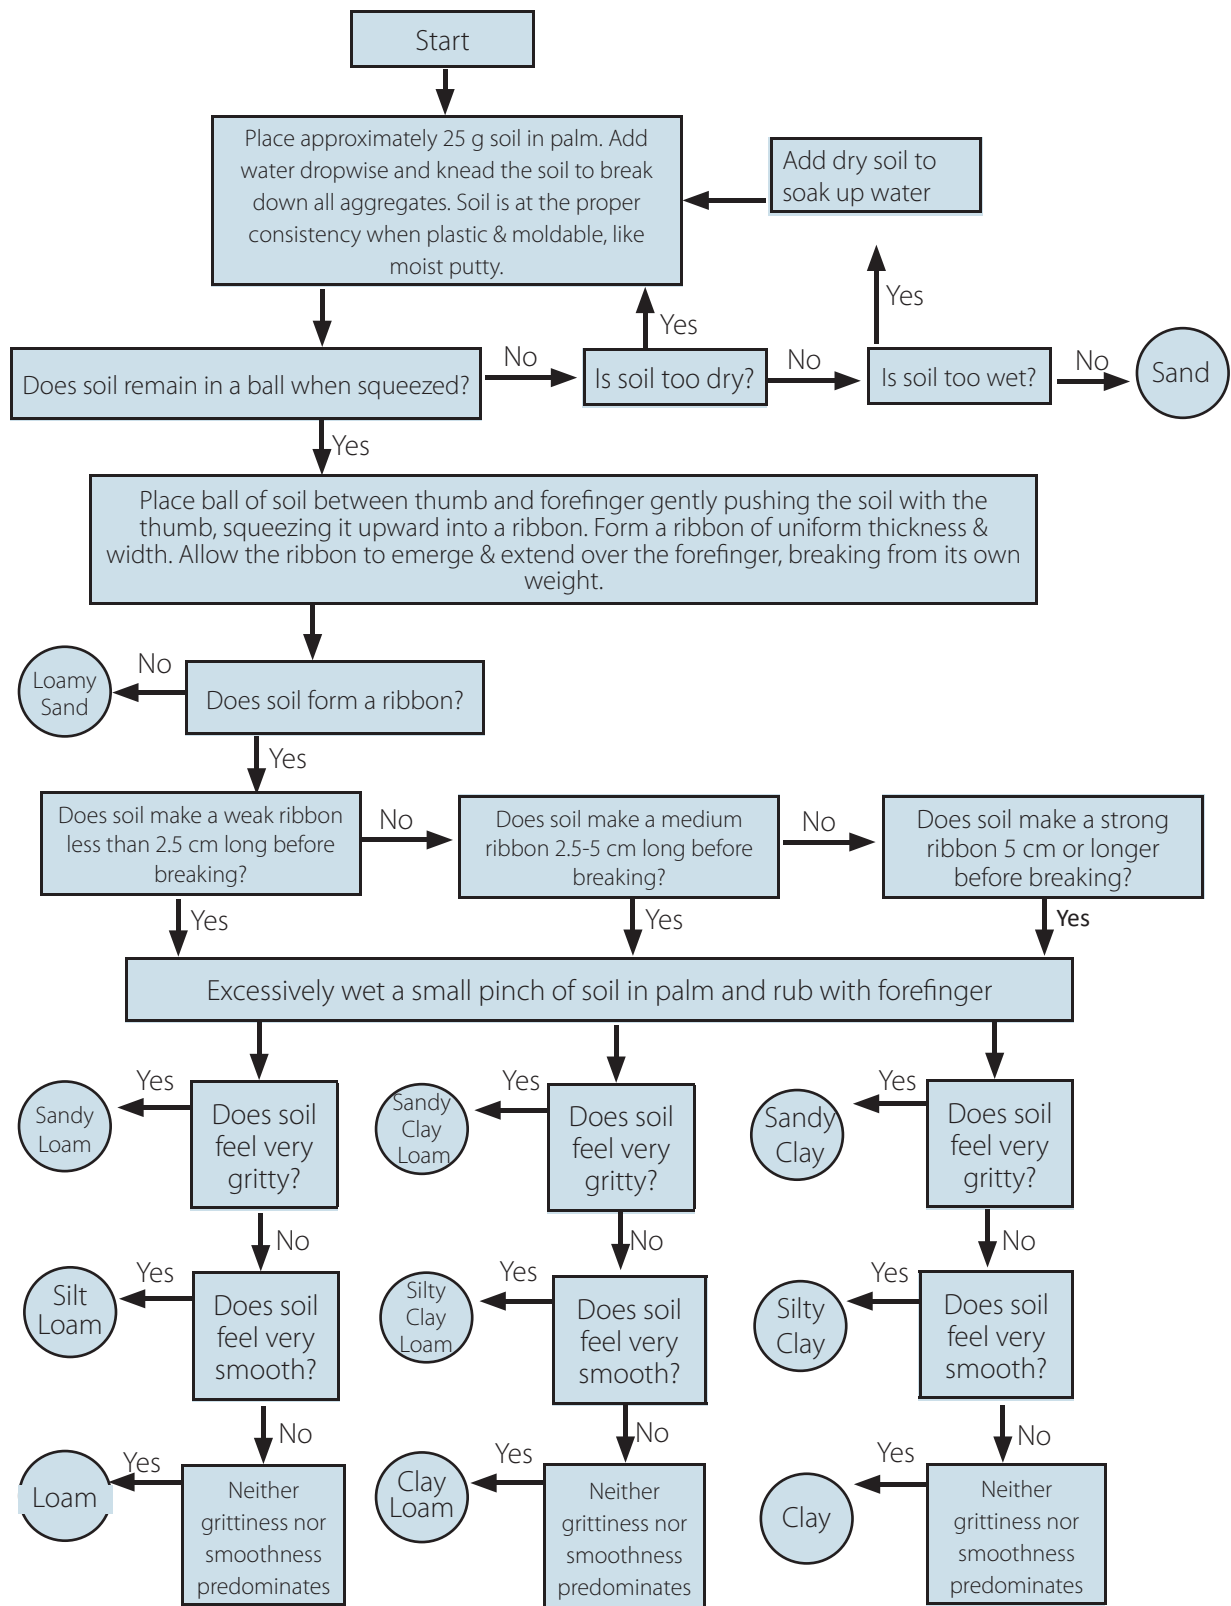 Start
Place approximately 25 g soil in palm. Add
water dropwise and knead the soil to break
down all aggregates. Soil is at the proper
consistency when plastic & moldable, like
moist putty.
Add dry soil to
soak up water
Yes
Yes
Does soil remain in a ball when squeezed?
No
Is soil too dry?
No
Is soil too wet?
No
Sand
Yes
Place ball of soil between thumb and forefinger gently pushing the soil with the
thumb, squeezing it upward into a ribbon. Form a ribbon of uniform thickness &
width. Allow the ribbon to emerge & extend over the forefinger, breaking from its own
weight.
Loamy
Sand
No
Does soil form a ribbon?
Yes
Does soil make a weak ribbon
less than 2.5 cm long before
breaking?
No
Does soil make a medium
ribbon 2.5-5 cm long before
breaking?
No
Does soil make a strong
ribbon 5 cm or longer
before breaking?
Yes
Yes
Yes
Excessively wet a small pinch of soil in palm and rub with forefinger
Sandy
Loam
Yes
Does soil
feel very
gritty?
Sandy
Clay
Loam
Yes
Does soil
feel very
gritty?
Sandy
Clay
Yes
Does soil
feel very
gritty?
No
No
No
Silt
Loam
Yes
Does soil
feel very
smooth?
Silty
Clay
Loam
Yes
Does soil
feel very
smooth?
Silty
Clay
Yes
Does soil
feel very
smooth?
No
No
No
Loam
Yes
Neither
grittiness nor
smoothness
predominates
Clay
Loam
Yes
Neither
grittiness nor
smoothness
predominates
Clay
Yes
Neither
grittiness nor
smoothness
predominates